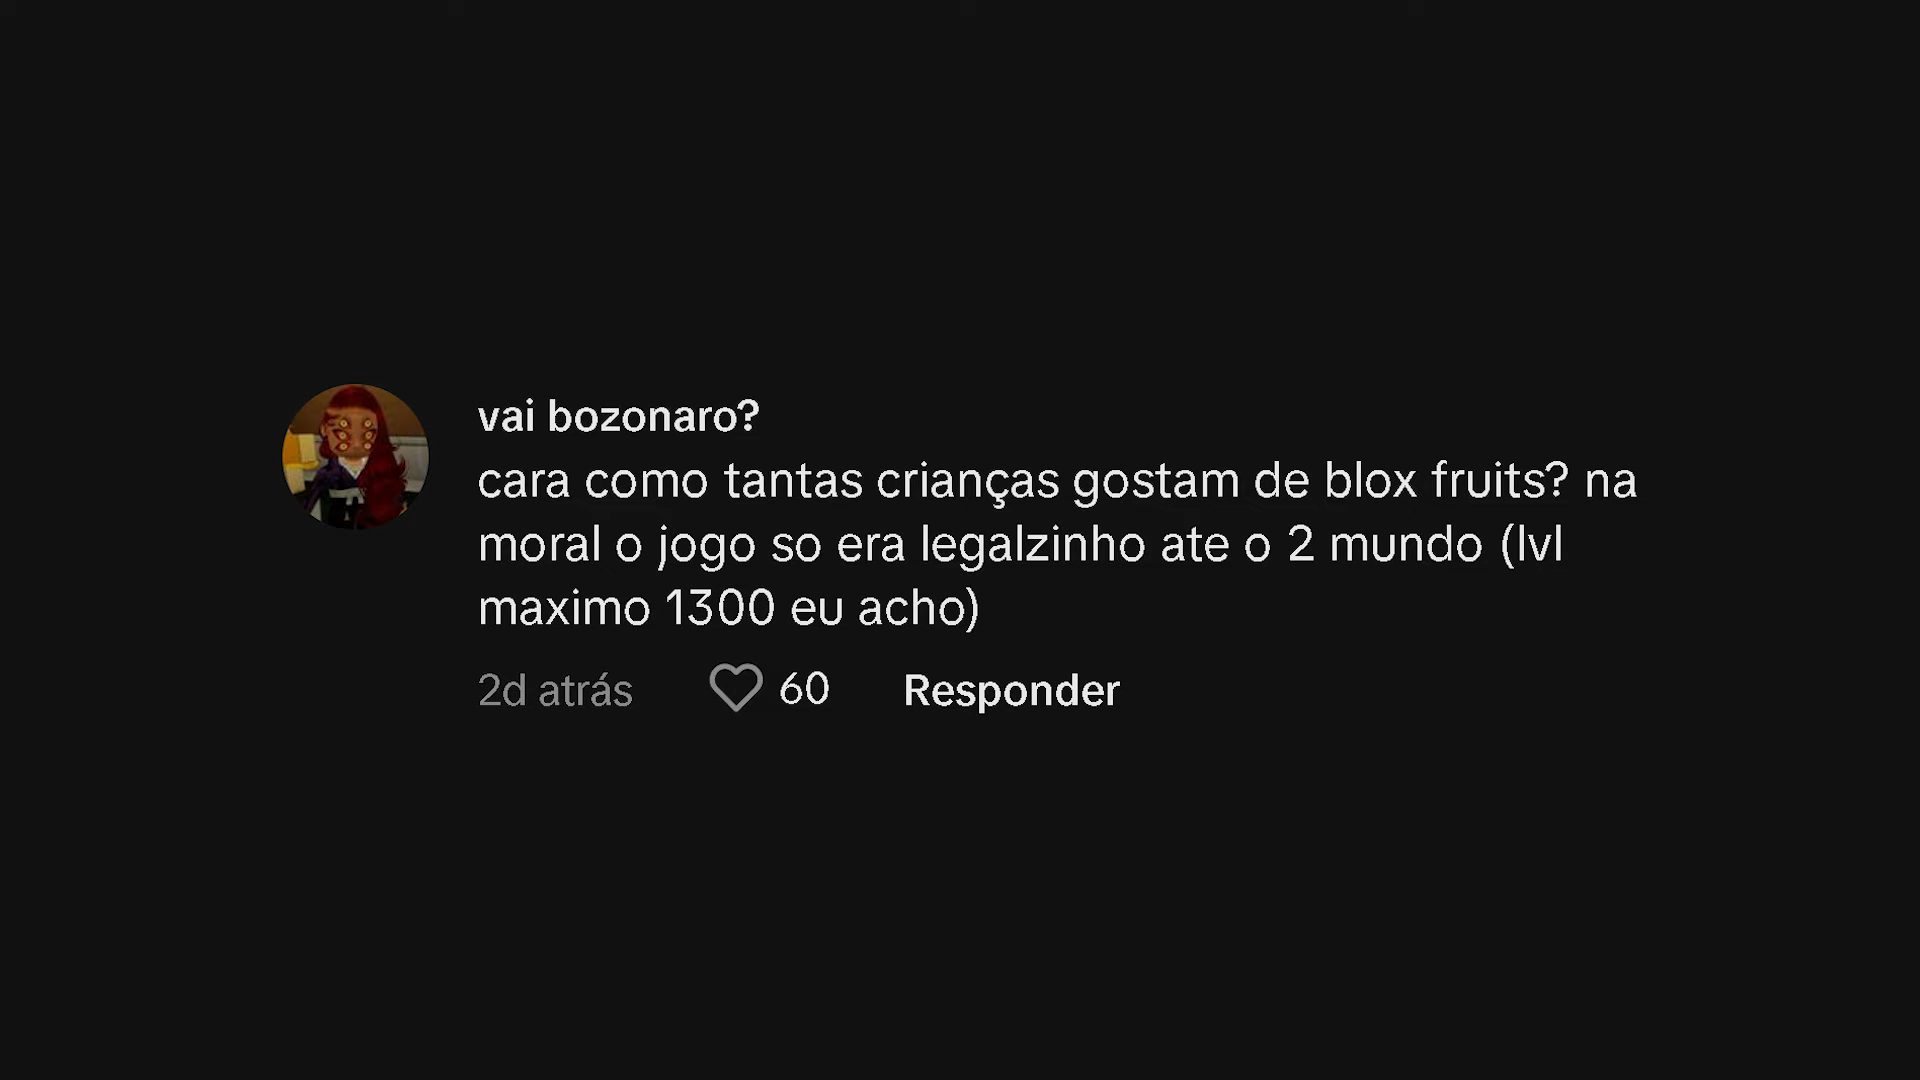 vai bozonaro?
cara como tantas crianças gostam de blox fruits? na
moral o jogo so era legalzinho ate o 2 mundo (lvl
maximo 1300 eu acho)
2d atrás 60 Responder